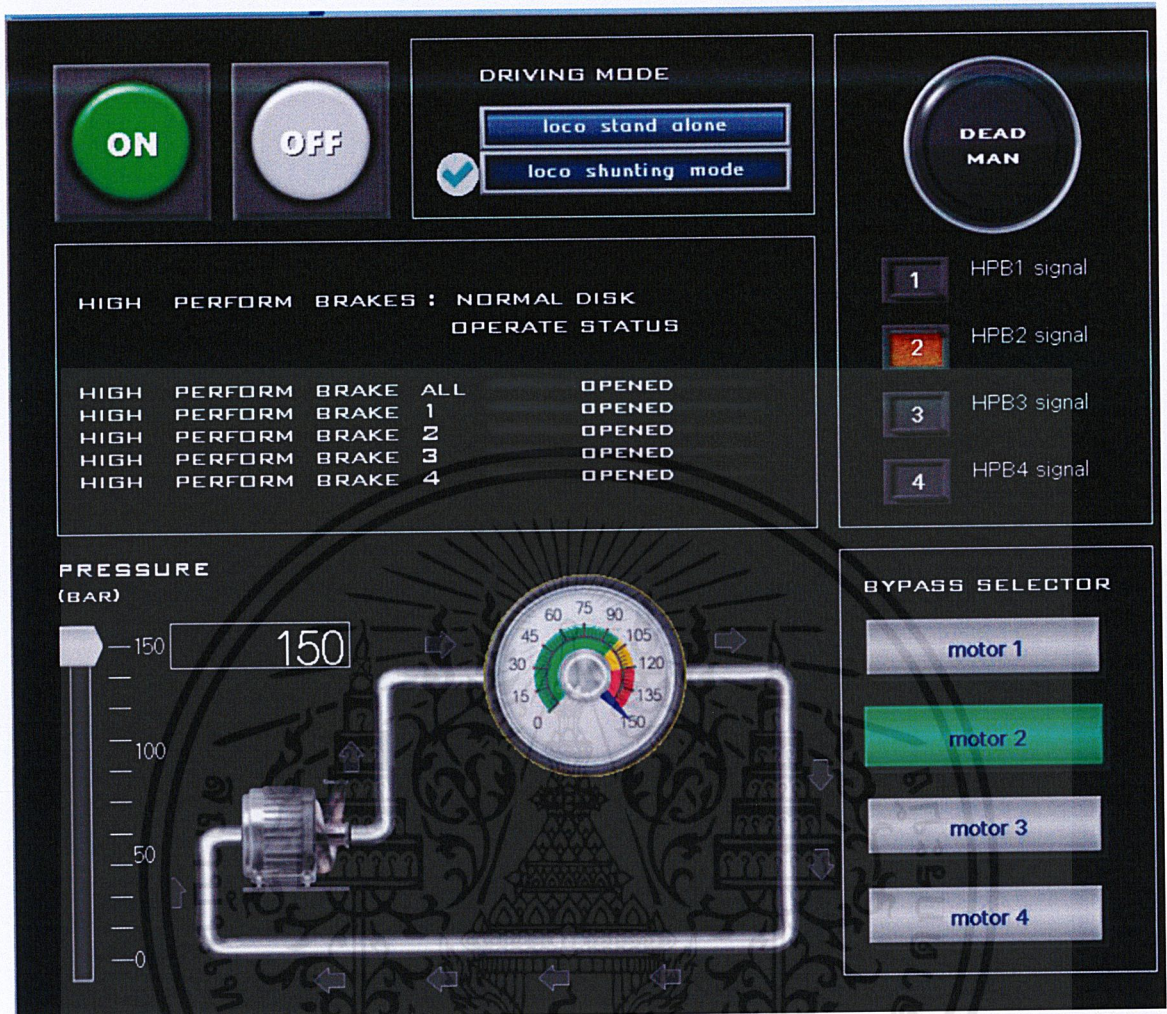 ON
OFF
DRIVING MODE
loco stand alone
loco shunting mode
DEAD
MAN
HIGH PERFORM BRAKES : NORMAL DISK
OPERATE STATUS
HIGH PERFORM BRAKE ALL OPENED
HIGH PERFORM BRAKE 1 OPENED
HIGH PERFORM BRAKE 2 OPENED
HIGH PERFORM BRAKE 3 OPENED
HIGH PERFORM BRAKE 4 OPENED
1 HPB1 signal
2 HPB2 signal
3 HPB3 signal
4 HPB4 signal
PRESSURE
(BAR)
150
100
50
0
150
0
15
30
45
60
75
90
105
120
135
150
BYPASS SELECTOR
motor 1
motor 2
motor 3
motor 4